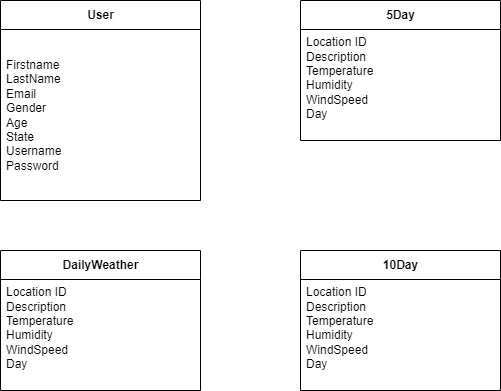 User
Firstname
LastName
Email
Gender
Age
State
Username
Password
5Day
Location ID
Description
Temperature
Humidity
WindSpeed
Day
DailyWeather
Location ID
Description
Temperature
Humidity
WindSpeed
Day
10Day
Location ID
Description
Temperature
Humidity
WindSpeed
Day